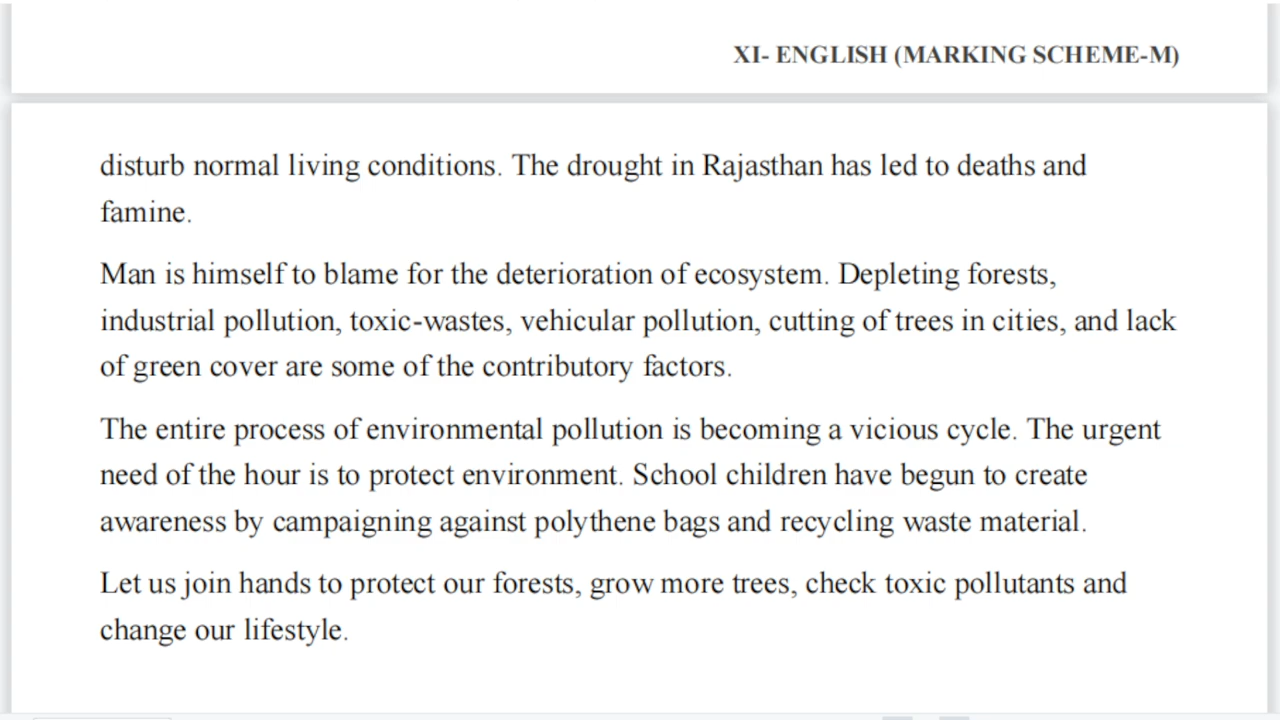 XI- ENGLISH (MARKING SCHEME-M)
disturb normal living conditions. The drought in Rajasthan has led to deaths and
famine.
Man is himself to blame for the deterioration of ecosystem. Depleting forests,
industrial pollution, toxic-wastes, vehicular pollution, cutting of trees in cities, and lack
of green cover are some of the contributory factors.
The entire process of environmental pollution is becoming a vicious cycle. The urgent
need of the hour is to protect environment. School children have begun to create
awareness by campaigning against polythene bags and recycling waste material.
Let us join hands to protect our forests, grow more trees, check toxic pollutants and
change our lifestyle.